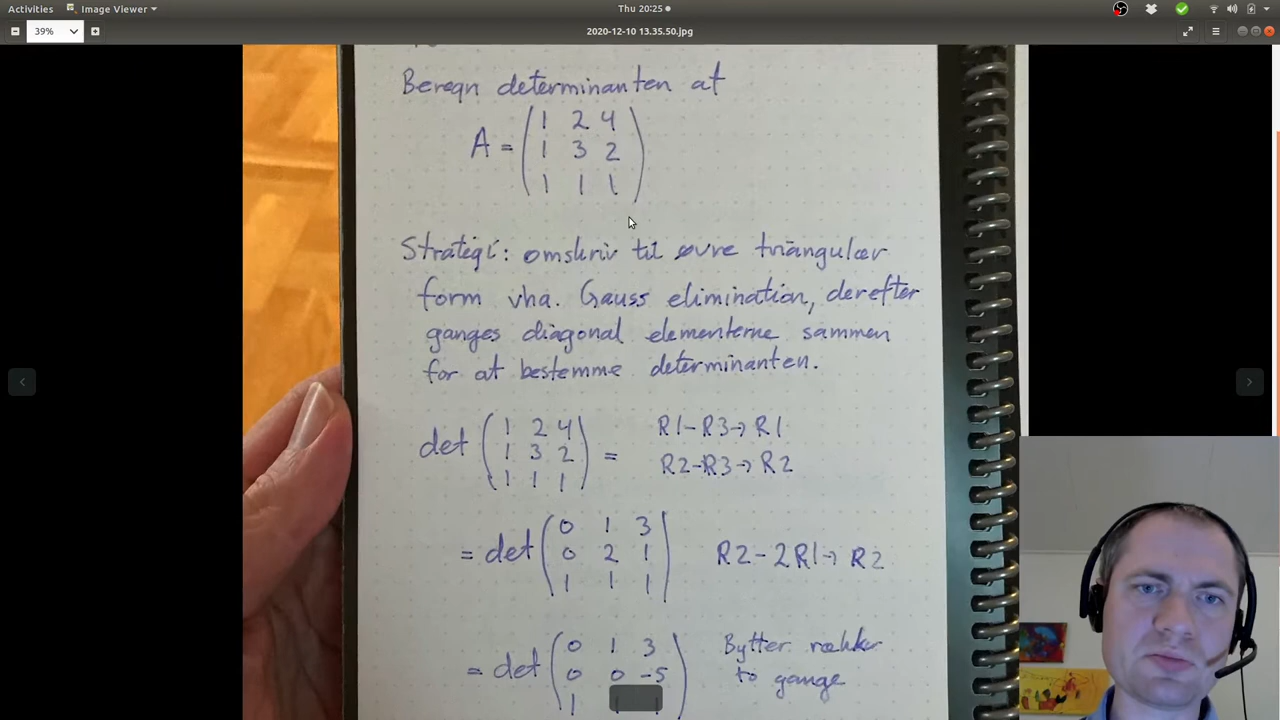 Activities Image Viewer Thu 20:25
39% 2020-12-10 13.35.50.jpg
Bereqn determinanten at
A = ( 1 2 4
1 3 2
1 1 1 )
Strategi: omskriv til øvre triangulær
form vha. Gauss elimination, derefter
ganges diagonal elementerne sammen
for at bestemme determinanten.
det ( 1 2 4 R1-R3→R1
1 3 2 = R2-R3→R2
1 1 1 )
= det ( 0 1 3
0 2 1 R2-2R1→R2
1 1 1 )
= det ( 0 1 3 Bytter rækker
0 0 -5 to gange
1